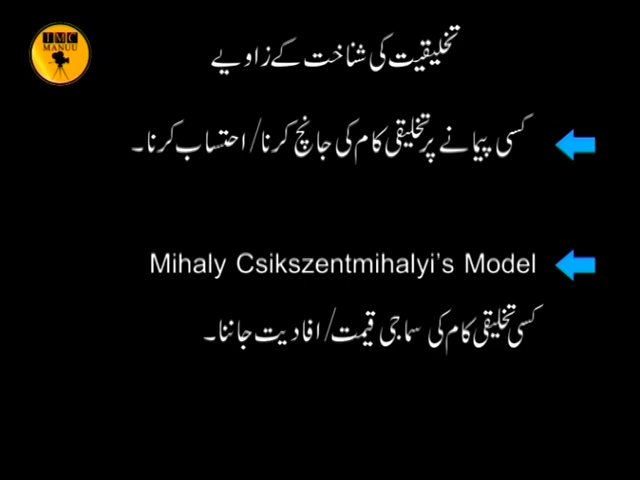 IMC
MANUU
تخلیقیت کی شناخت کے زاویے
کسی پیمانے پر تخلیقی کام کی جانچ کرنا/احتساب کرنا۔
Mihaly Csikszentmihalyi's Model
کسی تخلیقی کام کی سماجی قیمت/افادیت جاننا۔